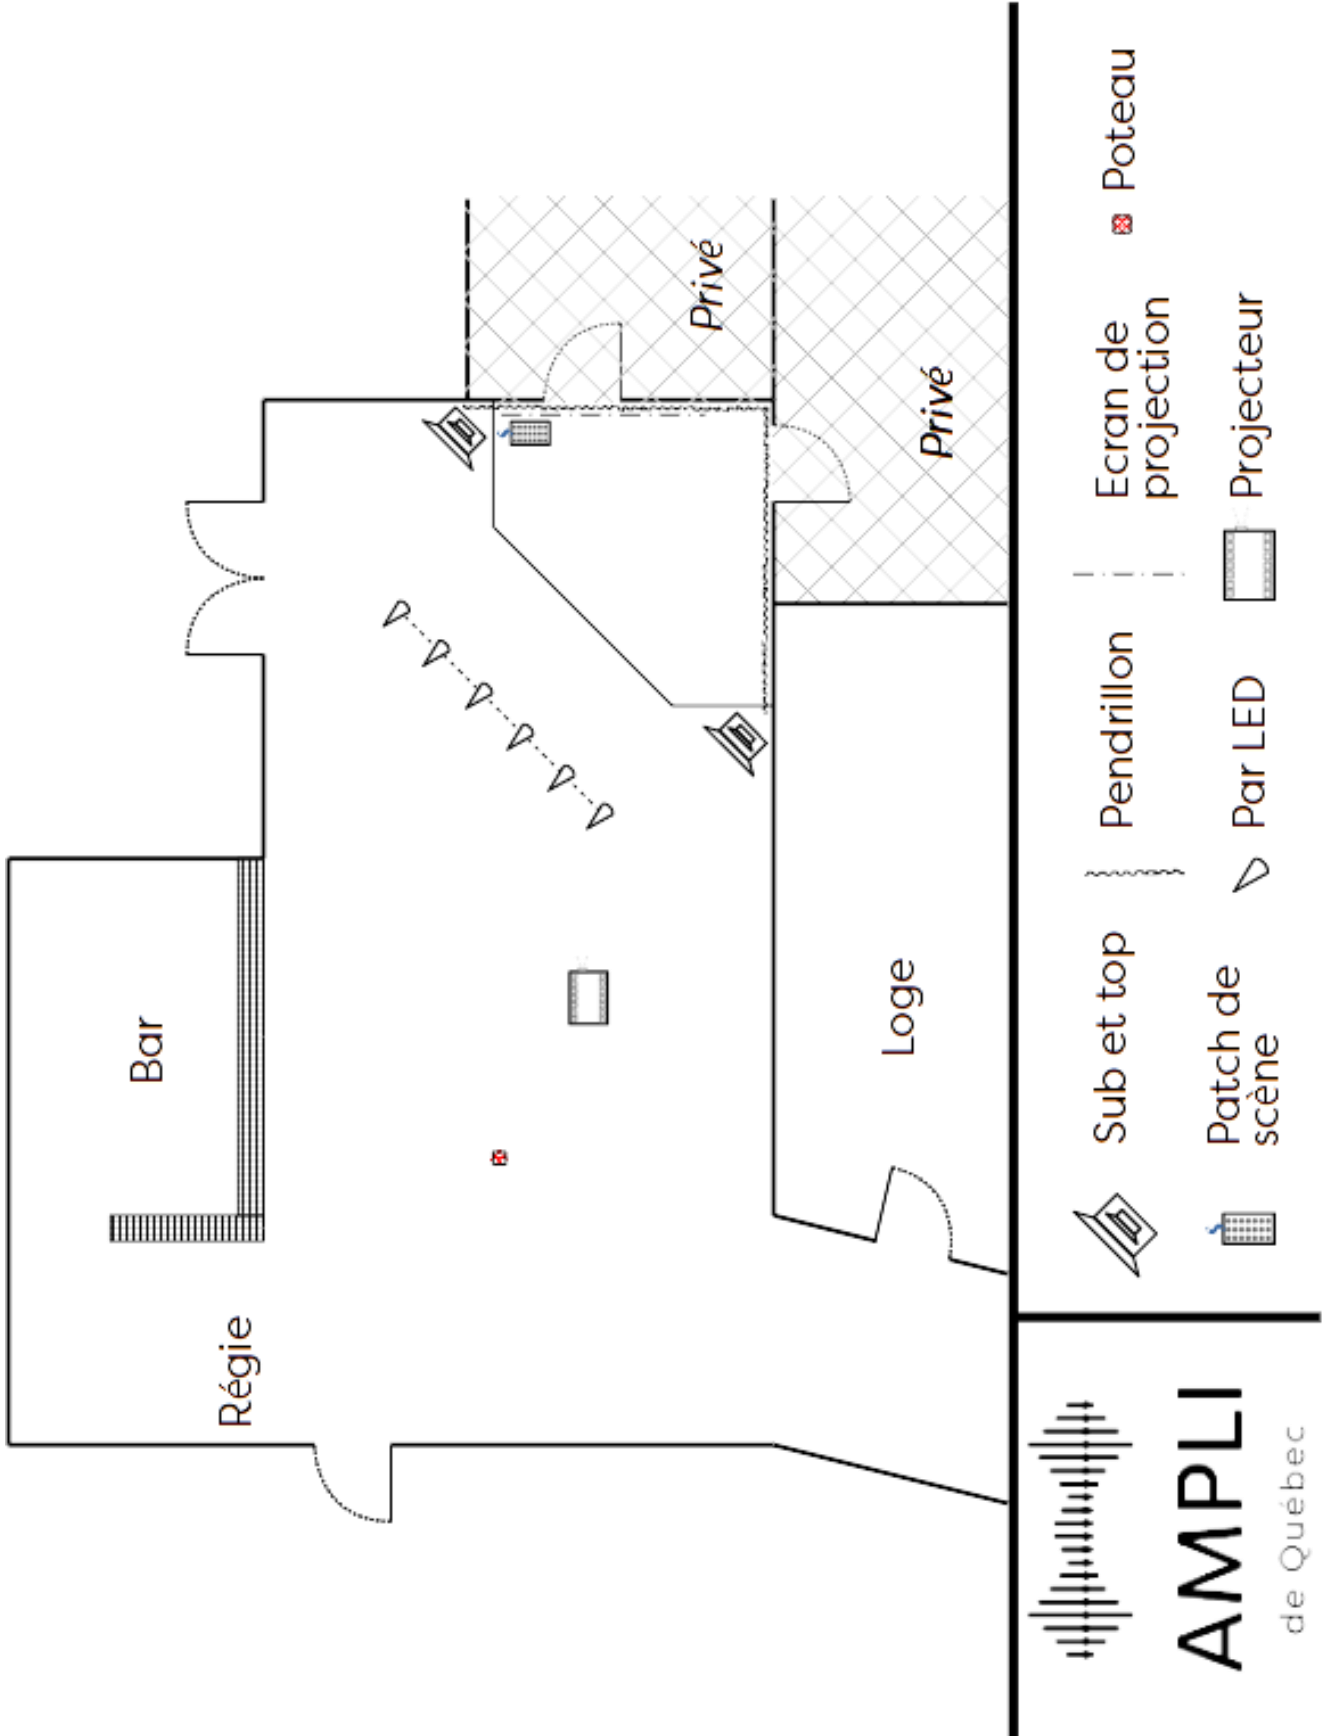 Bar
Régie
Privé
Privé
Loge
AMPLI
de Québec
Sub et top
Pendrillon
Ecran de
projection
Poteau
Patch de
scène
Par LED
Projecteur